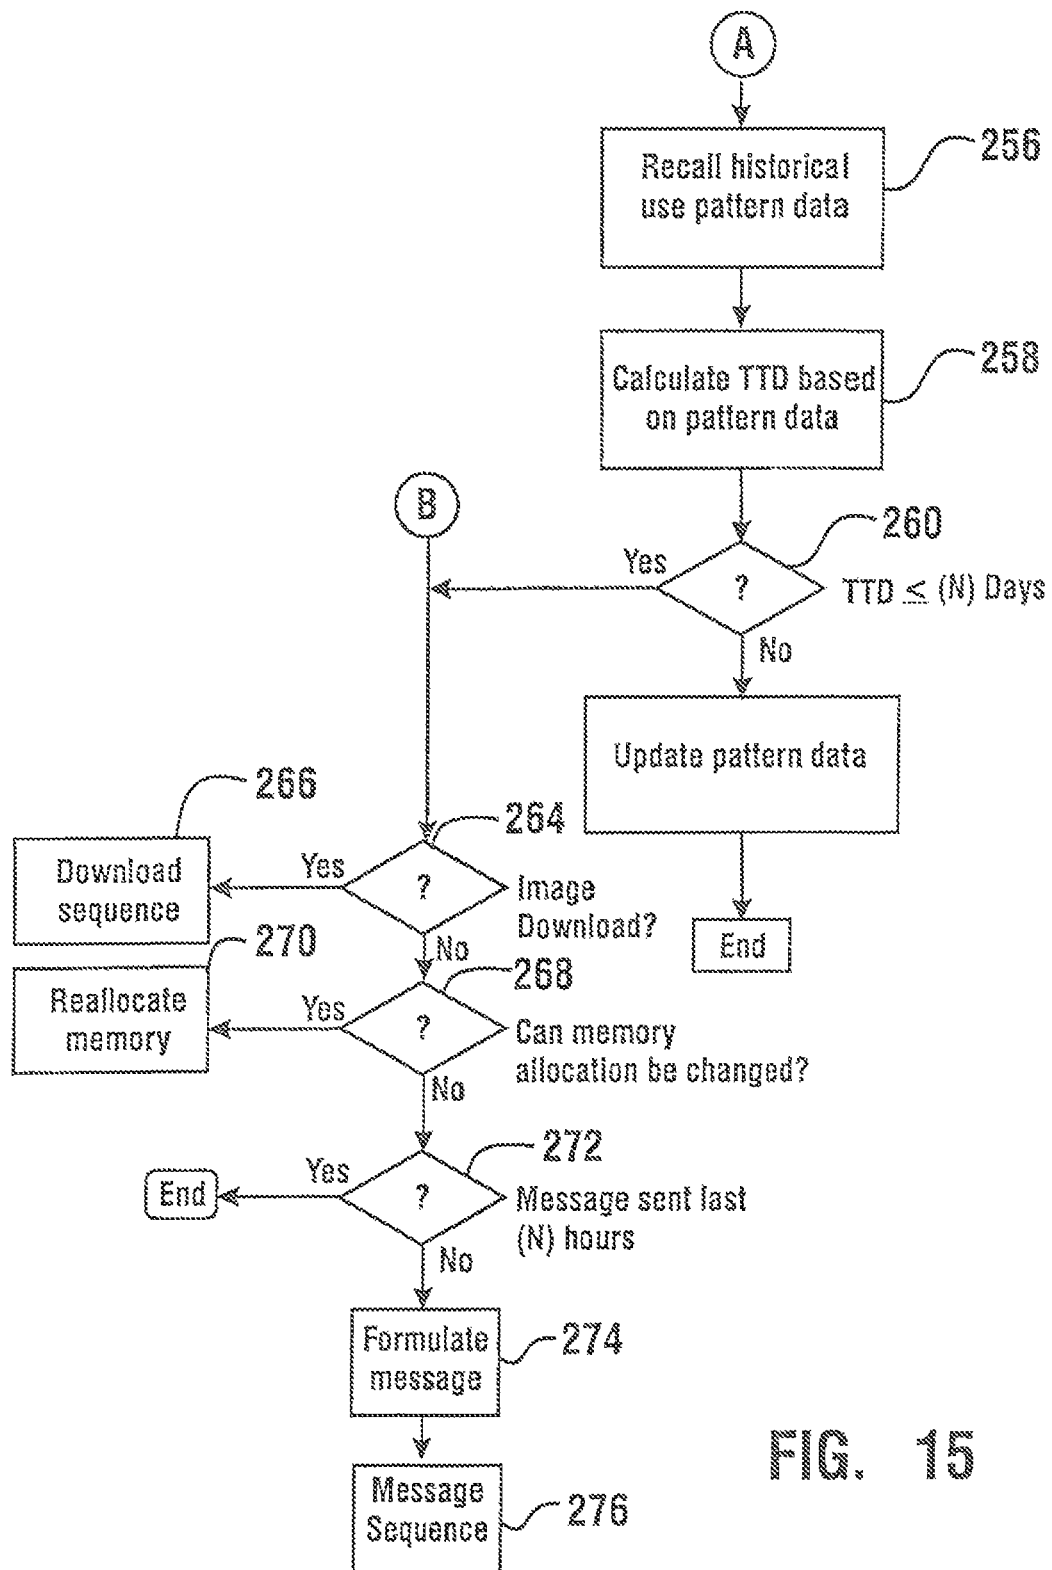 A
256
Recall historical
use pattern data
258
Calculate TTD based
on pattern data
B
260
Yes
?
TTD ≤ (N) Days
No
Update pattern data
266
264
Download
sequence
Yes
?
Image
Download?
End
No
270
268
Reallocate
memory
Yes
?
Can memory
allocation be changed?
No
272
End
Yes
?
Message sent last
(N) hours
No
Formulate
message
274
Message
Sequence
276
FIG. 15